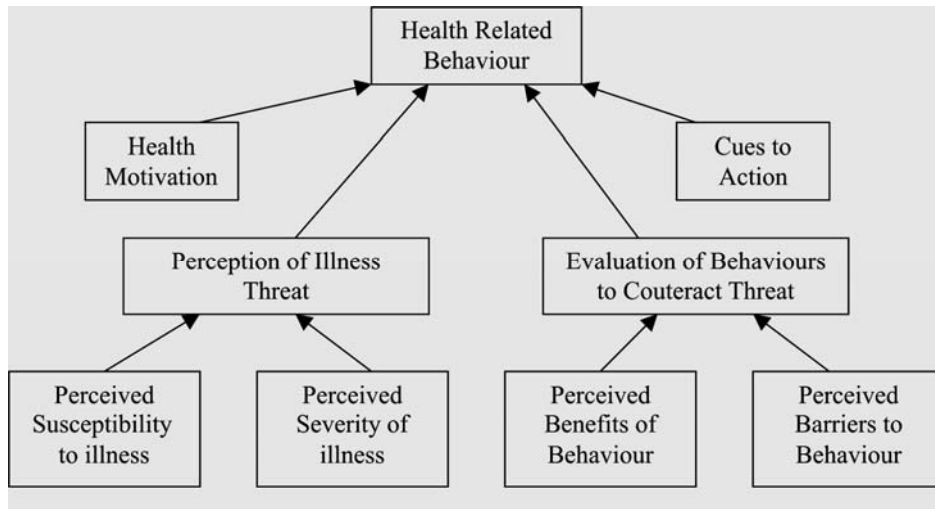 Health Related
Behaviour
Health
Motivation
Cues to
Action
Perception of Illness
Threat
Evaluation of Behaviours
to Couteract Threat
Perceived
Susceptibility
to illness
Perceived
Severity of
illness
Perceived
Benefits of
Behaviour
Perceived
Barriers to
Behaviour